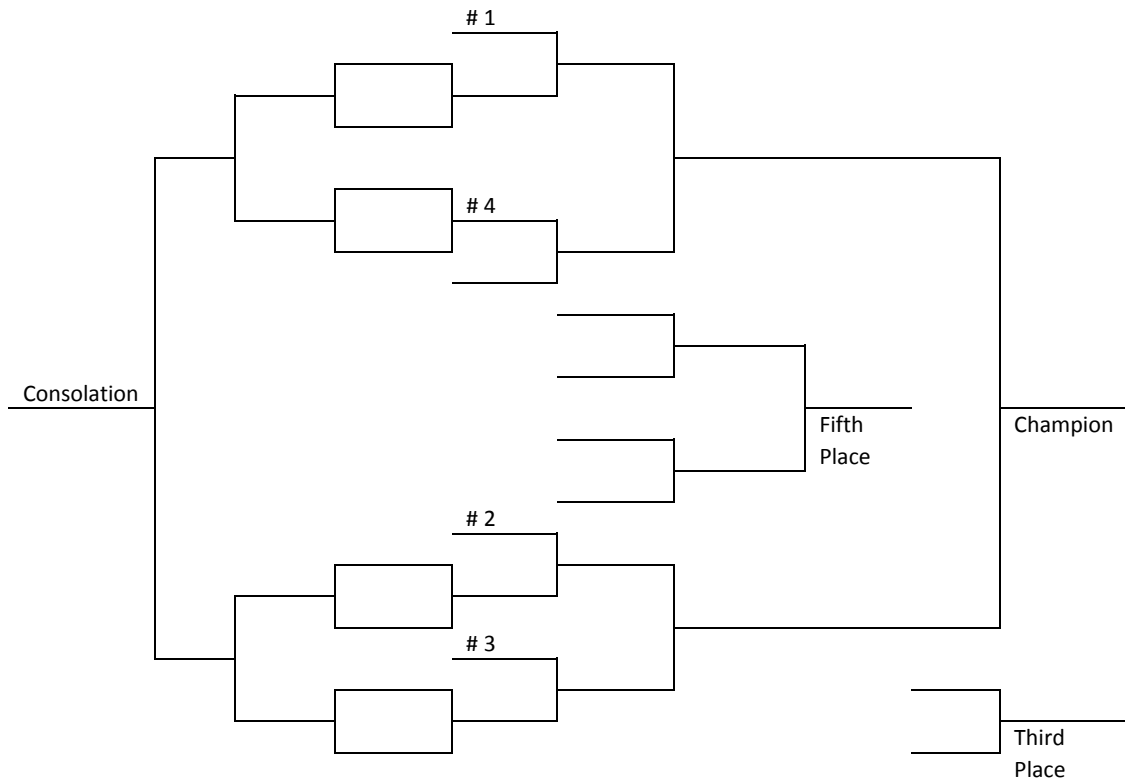 # 1
# 4
Consolation
Fifth
Place
Champion
# 2
# 3
Third
Place